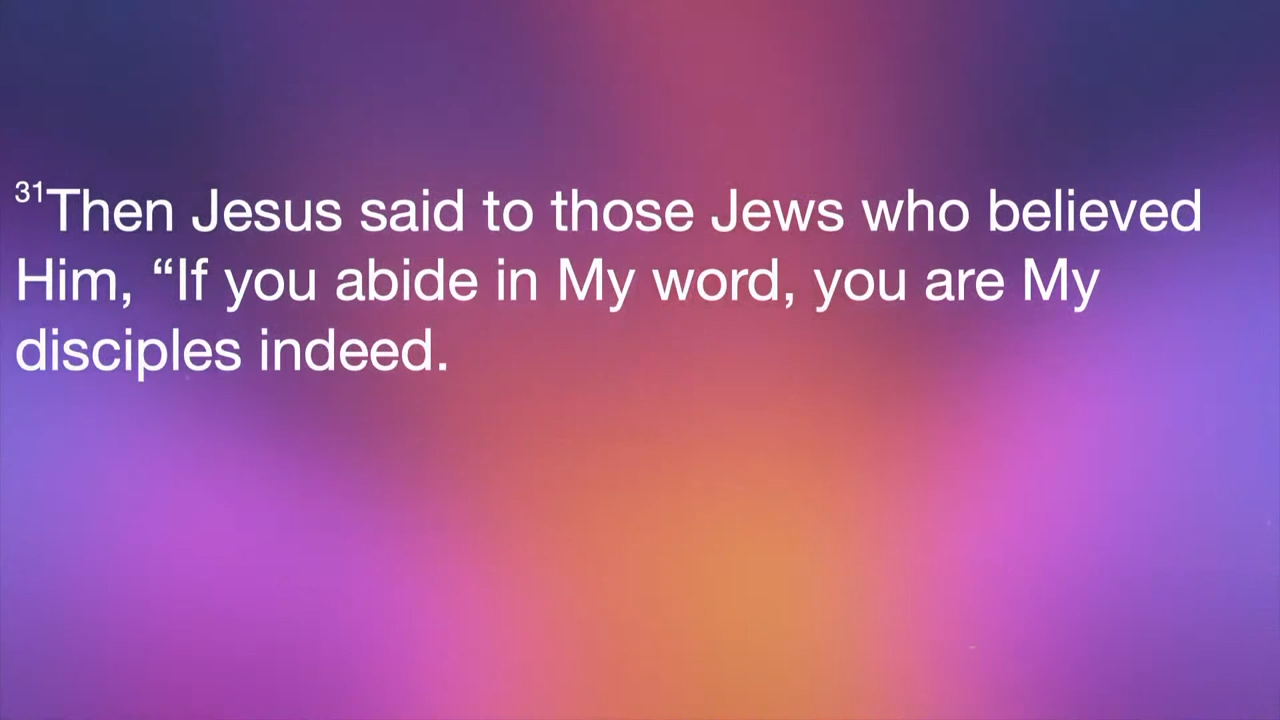 31Then Jesus said to those Jews who believed
Him, “If you abide in My word, you are My
disciples indeed.